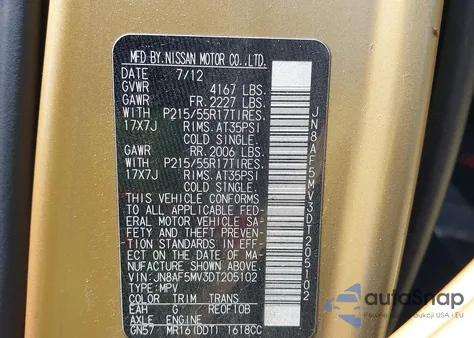 MFD BY.NISSAN MOTOR CO.,LTD.
DATE 7/12
GVWR 4167 LBS.
GAWR FR. 2227 LBS.
WITH P215/55R17TIRES.
17X7J RIMS. AT35PSI
COLD SINGLE.
GAWR RR. 2006 LBS.
WITH P215/55R17TIRES.
17X7J RIMS. AT35PSI
COLD SINGLE.
THIS VEHICLE CONFORMS
TO ALL APPLICABLE FED-
ERAL MOTOR VEHICLE SA-
FETY AND THEFT PREVEN-
TION STANDARDS IN EFF-
ECT ON THE DATE OF MA-
NUFACTURE SHOWN ABOVE.
VIN:JN8AF5MV3DT205102
TYPE:MPV
COLOR TRIM TRANS
EAH G RE0F10B
AXLE ENGINE
GN57 MR16(DDT) 1618CC
JN8AF5MV3DT205102
autoSnap